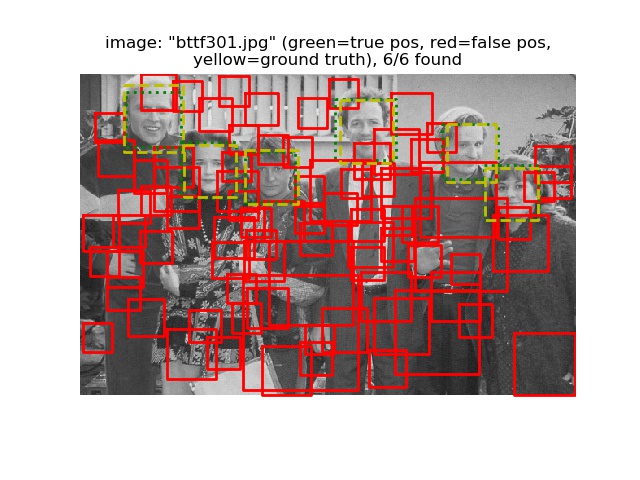 image: "bttf301.jpg" (green=true pos, red=false pos,
yellow=ground truth), 6/6 found